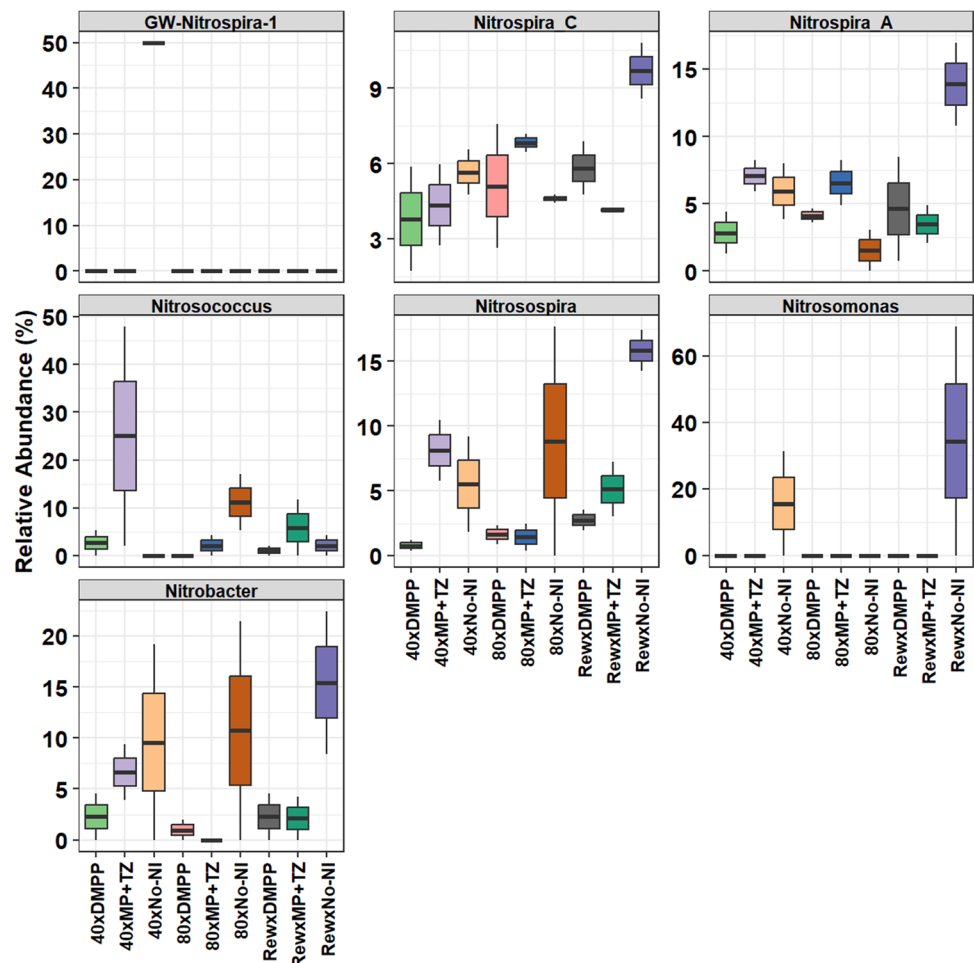 GW-Nitrospira-1
Nitrospira_C
Nitrospira_A
50
40
30
20
10
0
9
6
3
15
10
5
0
Nitrosococcus
Nitrosospira
Nitrosomonas
Relative Abundance (%)
50
40
30
20
10
0
15
10
5
0
60
40
20
0
40xDMPP
40xMP+TZ
40xNo-NI
80xDMPP
80xMP+TZ
80xNo-NI
RewxDMPP
RewxMP+TZ
RewxNo-NI
40xDMPP
40xMP+TZ
40xNo-NI
80xDMPP
80xMP+TZ
80xNo-NI
RewxDMPP
RewxMP+TZ
RewxNo-NI
Nitrobacter
20
15
10
5
0
40xDMPP
40xMP+TZ
40xNo-NI
80xDMPP
80xMP+TZ
80xNo-NI
RewxDMPP
RewxMP+TZ
RewxNo-NI